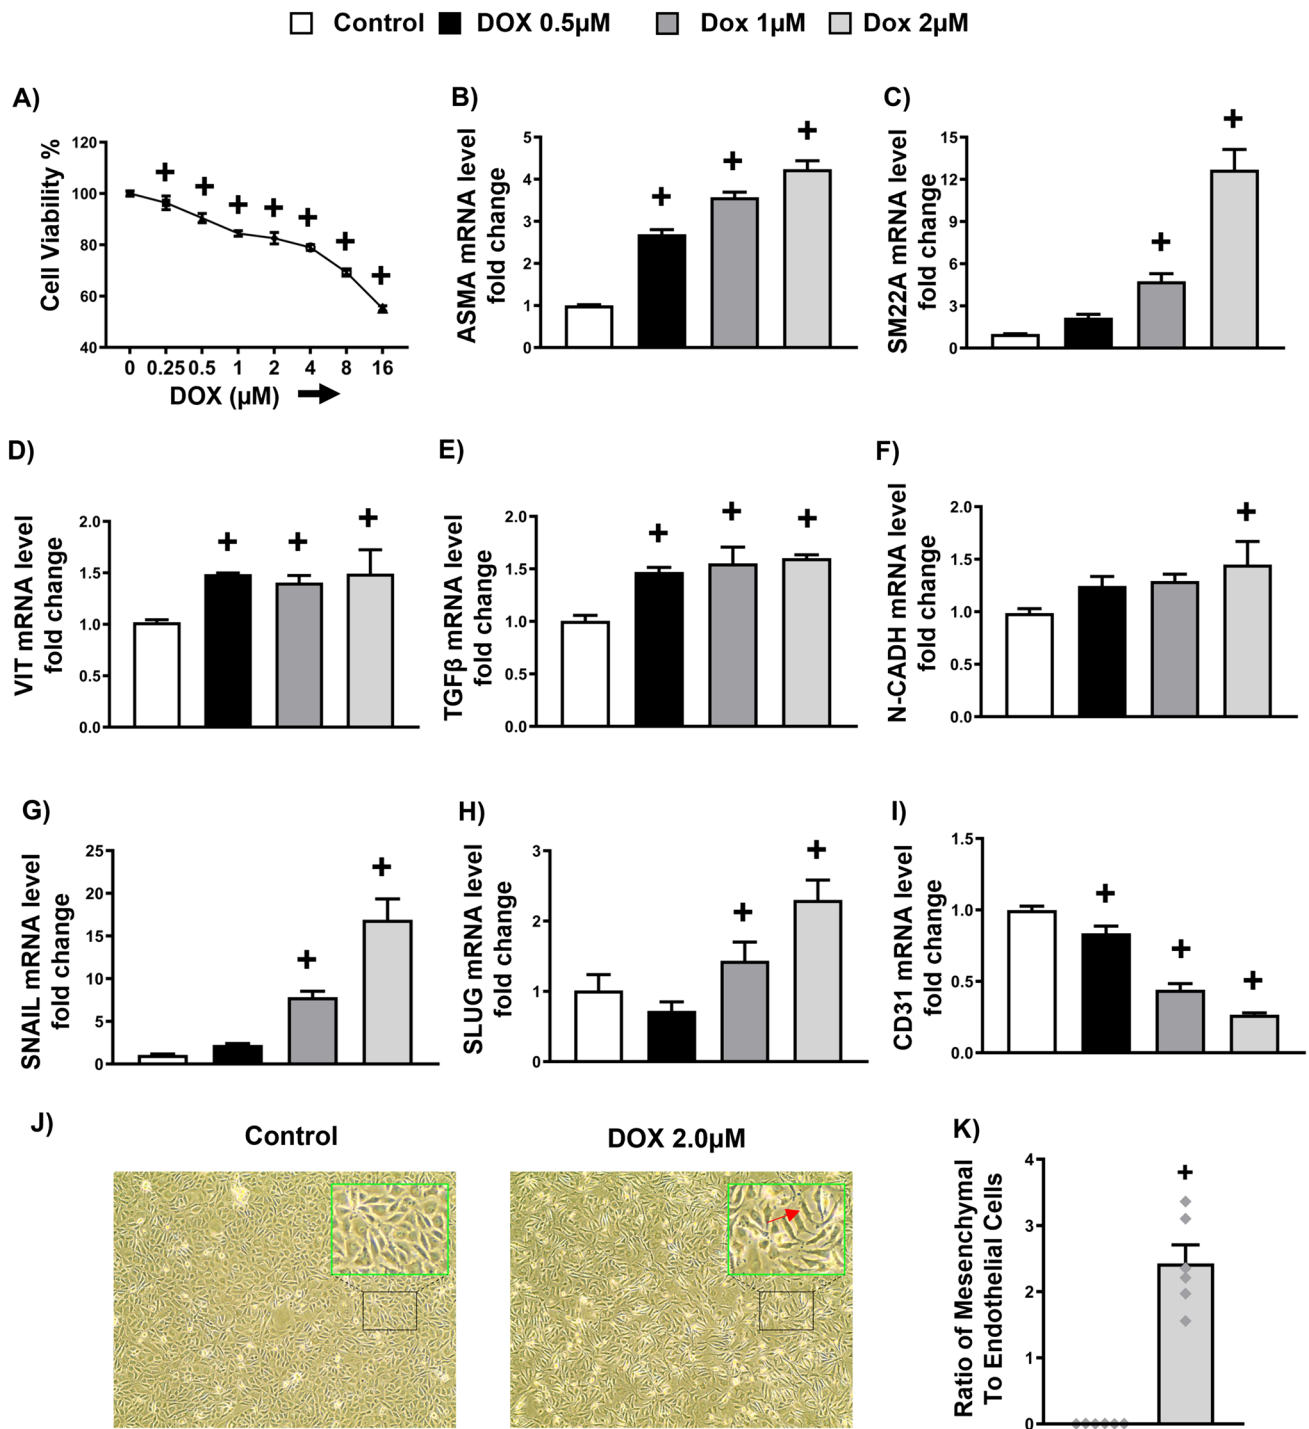 Control DOX 0.5µM Dox 1µM Dox 2µM
A)
Cell Viability %
120
100
80
60
40
0 0.25 0.5 1 2 4 8 16
DOX (µM)
+ + + + + + +
B)
ASMA mRNA level
fold change
5
4
3
2
1
0
+ + +
C)
SM22A mRNA level
fold change
15
12
9
6
3
0
+ +
D)
VIT mRNA level
fold change
2.0
1.5
1.0
0.5
0.0
+ + +
E)
TGFβ mRNA level
fold change
2.0
1.5
1.0
0.5
0.0
+ + +
F)
N-CADH mRNA level
fold change
2.0
1.5
1.0
0.5
0.0
+
G)
SNAIL mRNA level
fold change
25
20
15
10
5
0
+ +
H)
SLUG mRNA level
fold change
3
2
1
0
+ +
I)
CD31 mRNA level
fold change
1.5
1.0
0.5
0.0
+ + +
J)
Control
DOX 2.0µM
K)
Ratio of Mesenchymal
To Endothelial Cells
4
3
2
1
0
+